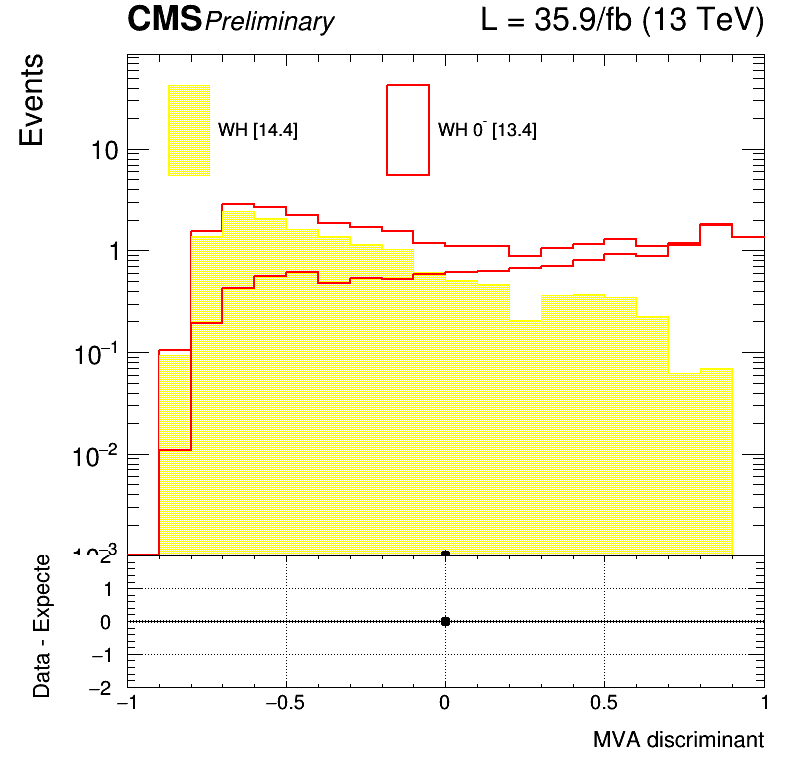 CMS Preliminary L = 35.9/fb (13 TeV)
Events
WH [14.4] WH 0⁻ [13.4]
10
1
10⁻¹
10⁻²
10⁻³
Data - Expecte
2
1
0
−1
−2
−1 −0.5 0 0.5 1
MVA discriminant